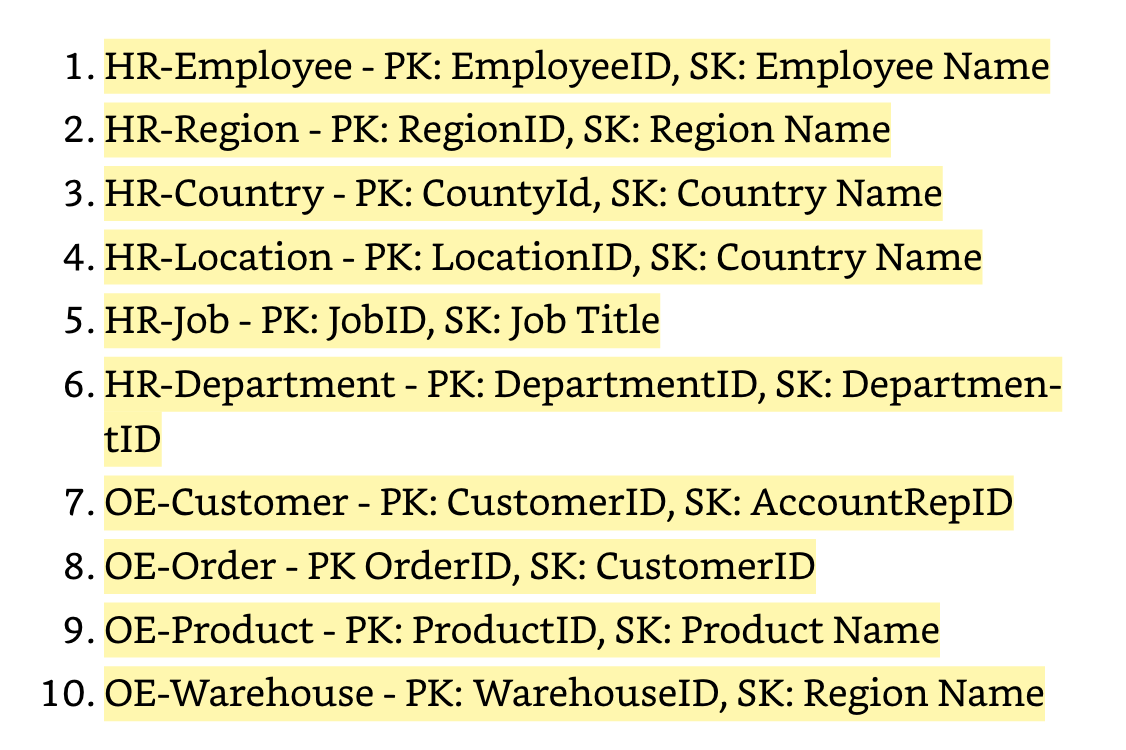 1. HR-Employee - PK: EmployeeID, SK: Employee Name
2. HR-Region - PK: RegionID, SK: Region Name
3. HR-Country - PK: CountyId, SK: Country Name
4. HR-Location - PK: LocationID, SK: Country Name
5. HR-Job - PK: JobID, SK: Job Title
6. HR-Department - PK: DepartmentID, SK: Departmen-
tID
7. OE-Customer - PK: CustomerID, SK: AccountRepID
8. OE-Order - PK OrderID, SK: CustomerID
9. OE-Product - PK: ProductID, SK: Product Name
10. OE-Warehouse - PK: WarehouseID, SK: Region Name